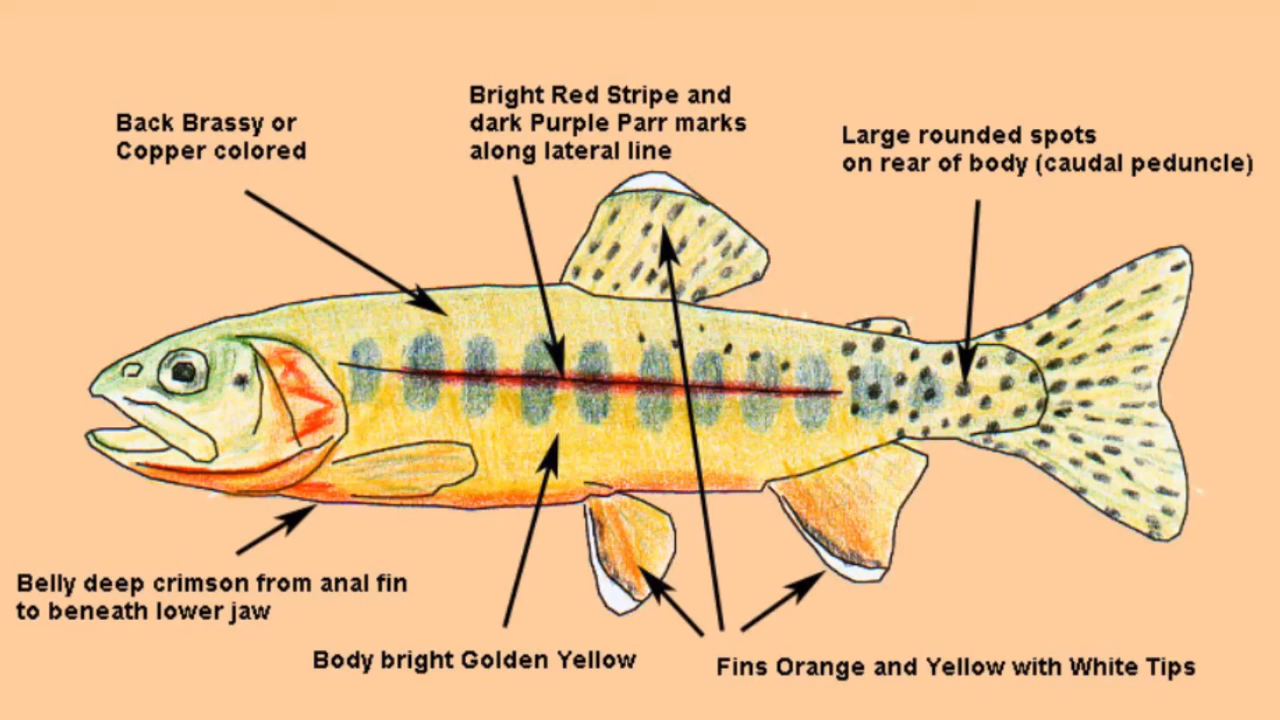 Back Brassy or
Copper colored
Bright Red Stripe and
dark Purple Parr marks
along lateral line
Large rounded spots
on rear of body (caudal peduncle)
Belly deep crimson from anal fin
to beneath lower jaw
Body bright Golden Yellow
Fins Orange and Yellow with White Tips